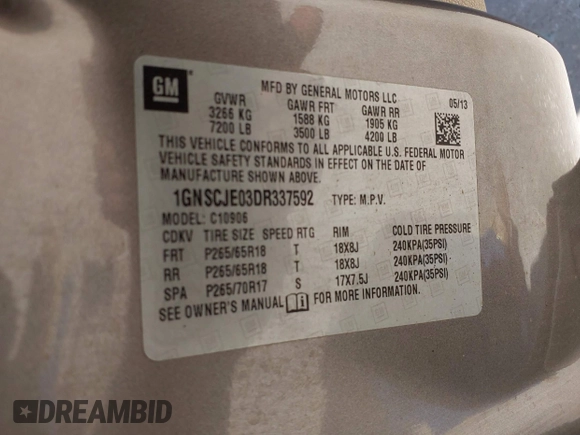 GM
MFD BY GENERAL MOTORS LLC
05/13
GVWR GAWR FRT GAWR RR
3266 KG 1588 KG 1905 KG
7200 LB 3500 LB 4200 LB
THIS VEHICLE CONFORMS TO ALL APPLICABLE U.S. FEDERAL MOTOR
VEHICLE SAFETY STANDARDS IN EFFECT ON THE DATE OF
MANUFACTURE SHOWN ABOVE.
1GNSCJE03DR337592 TYPE: M.P.V.
MODEL: C10906
CDKV TIRE SIZE SPEED RTG RIM COLD TIRE PRESSURE
FRT P265/65R18 T 18X8J 240KPA(35PSI)
RR P265/65R18 T 18X8J 240KPA(35PSI)
SPA P265/70R17 S 17X7.5J 240KPA(35PSI)
SEE OWNER'S MANUAL FOR MORE INFORMATION.
DREAMBID